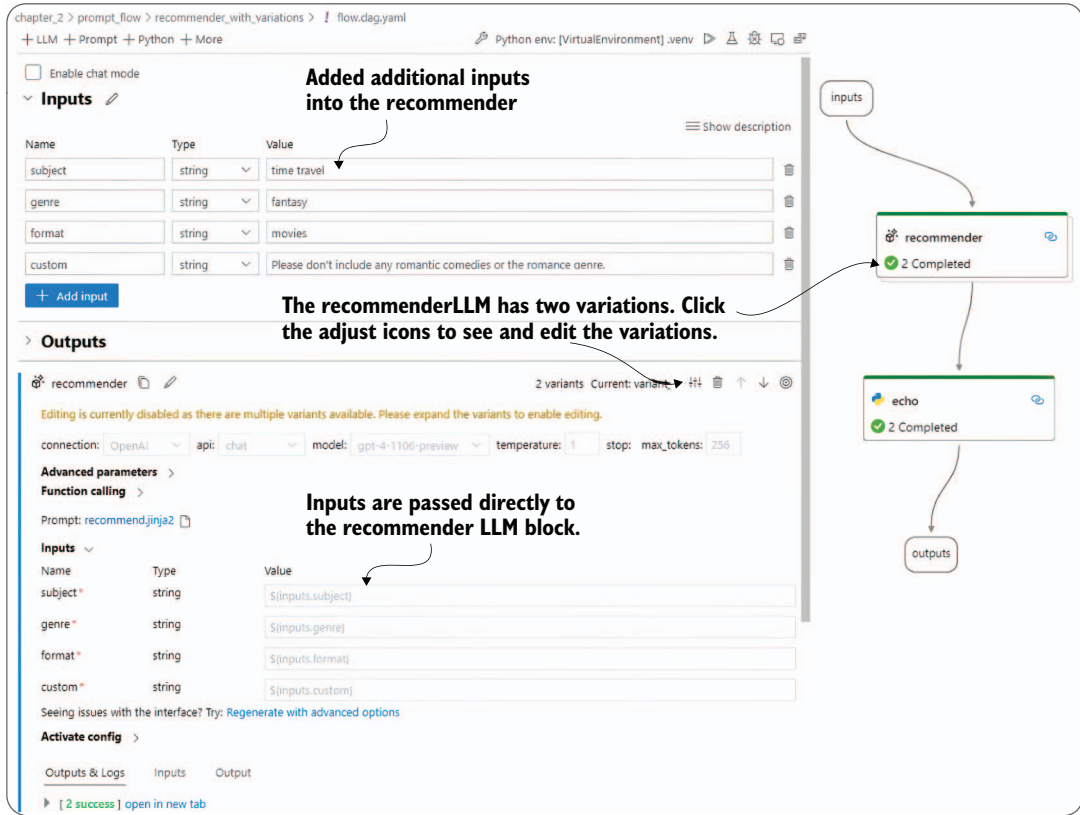 chapter_2 > prompt_flow > recommender_with_variations > ! flow.dag.yaml
+ LLM + Prompt + Python + More
Python env: [VirtualEnvironment] .venv
Enable chat mode
Inputs
Added additional inputs
into the recommender
Show description
Name Type Value
subject string time travel
genre string fantasy
format string movies
custom string Please don't include any romantic comedies or the romance genre.
+ Add input
The recommenderLLM has two variations. Click
the adjust icons to see and edit the variations.
Outputs
recommender 2 variants Current: variant_
Editing is currently disabled as there are multiple variants available. Please expand the variants to enable editing.
connection: OpenAI api: chat model: gpt-4-1106-preview temperature: 1 stop: max_tokens: 256
Advanced parameters >
Function calling >
Inputs are passed directly to
the recommender LLM block.
Prompt: recommend.jinja2
Inputs
Name Type Value
subject* string ${inputs.subject}
genre* string ${inputs.genre}
format* string ${inputs.format}
custom* string ${inputs.custom}
Seeing issues with the interface? Try: Regenerate with advanced options
Activate config >
Outputs & Logs Inputs Output
[ 2 success ] open in new tab
inputs
recommender
2 Completed
echo
2 Completed
outputs